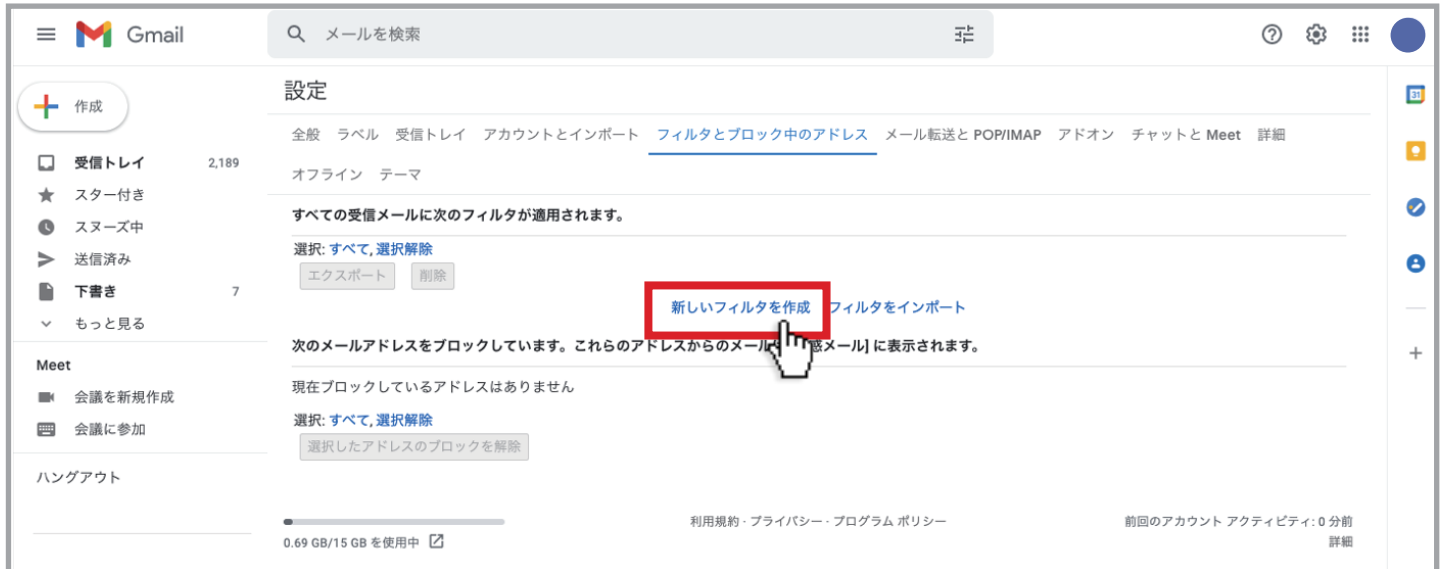 Gmail
メールを検索
作成
受信トレイ 2,189
スター付き
スヌーズ中
送信済み
下書き 7
もっと見る
Meet
会議を新規作成
会議に参加
ハングアウト
設定
全般 ラベル 受信トレイ アカウントとインポート フィルタとブロック中のアドレス メール転送と POP/IMAP アドオン チャットと Meet 詳細
オフライン テーマ
すべての受信メールに次のフィルタが適用されます。
選択: すべて, 選択解除
エクスポート 削除
新しいフィルタを作成 フィルタをインポート
次のメールアドレスをブロックしています。これらのアドレスからのメール 惑メール] に表示されます。
現在ブロックしているアドレスはありません
選択: すべて, 選択解除
選択したアドレスのブロックを解除
0.69 GB/15 GB を使用中
利用規約 · プライバシー · プログラム ポリシー
前回のアカウント アクティビティ: 0 分前
詳細
31